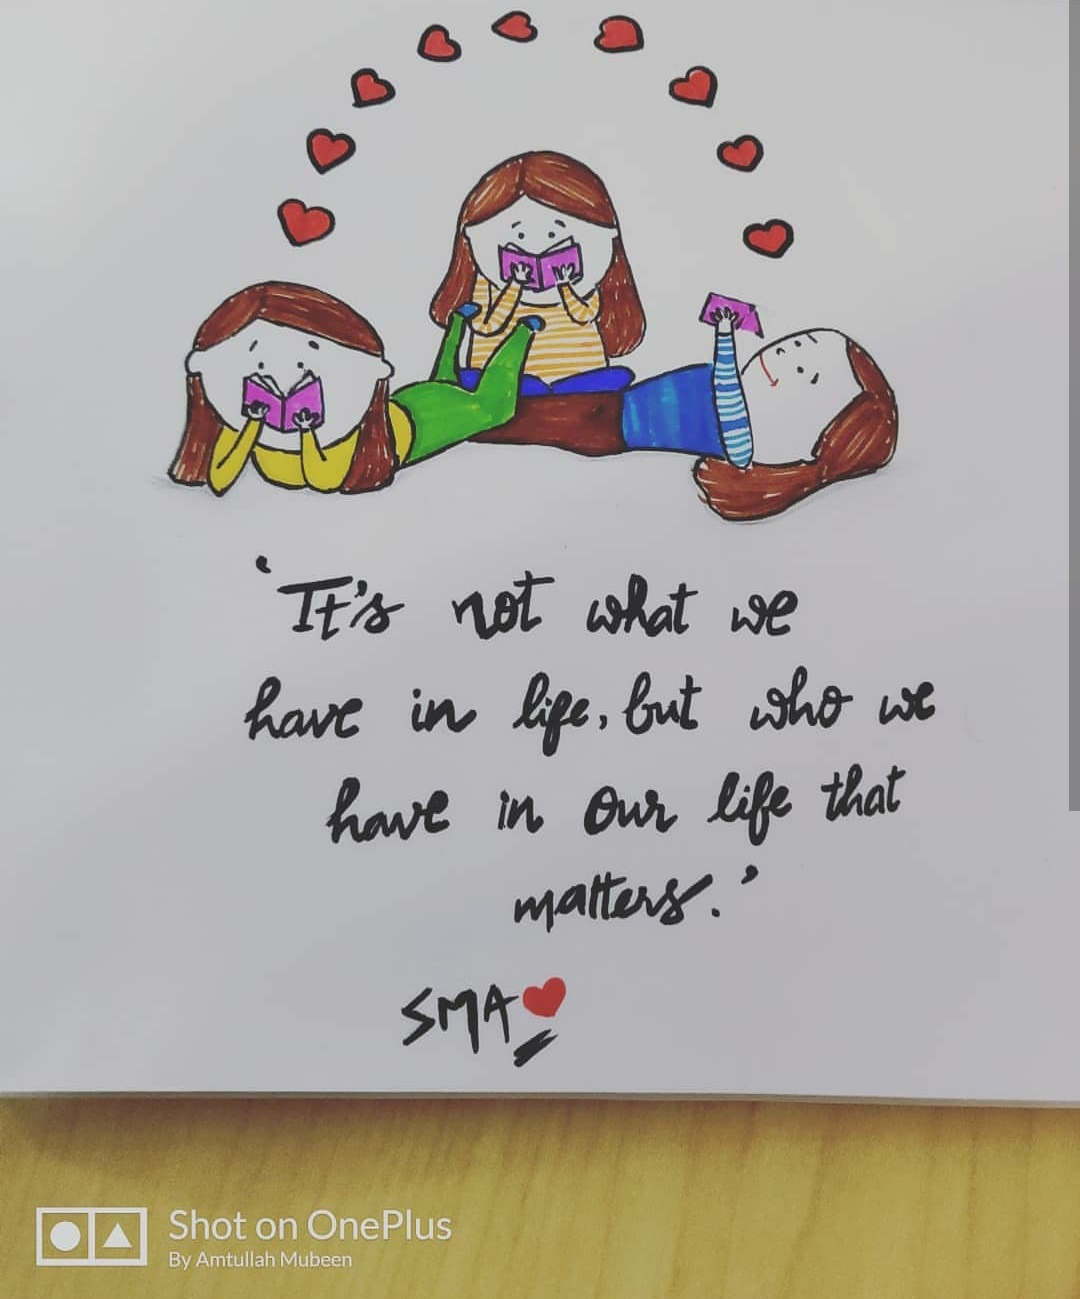 'It's not what we
have in life, but who we
have in our life that
matters.'
SMA
Shot on OnePlus
By Amtullah Mubeen